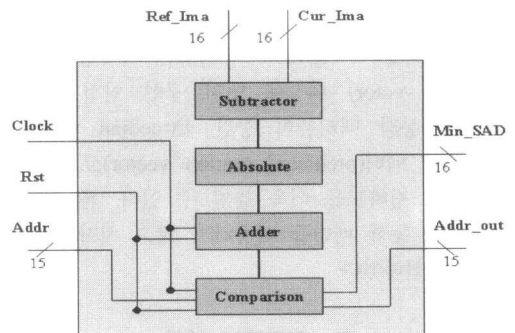 Ref_Ima
Cur_Ima
16
16
Subtractor
Clock
Min_SAD
Absolute
16
Rst
Addr
Adder
Addr_out
15
15
Comparison